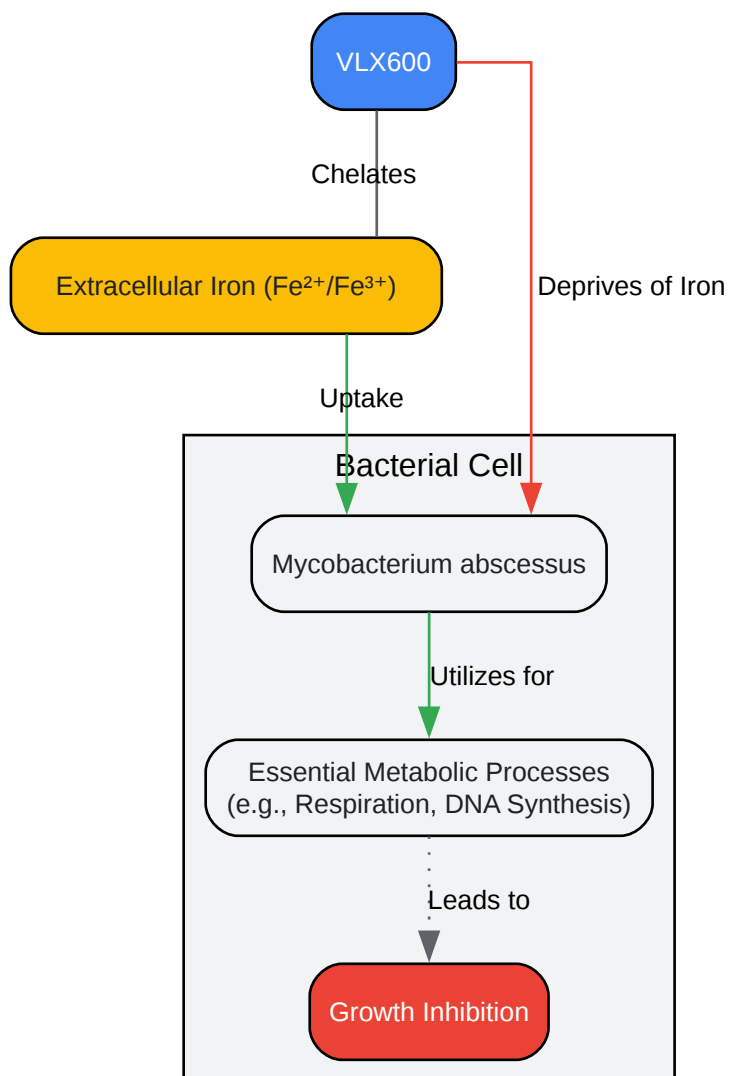 VLX600
Chelates
Extracellular Iron (Fe²⁺/Fe³⁺)
Deprives of Iron
Uptake
Bacterial Cell
Mycobacterium abscessus
Utilizes for
Essential Metabolic Processes
(e.g., Respiration, DNA Synthesis)
Leads to
Growth Inhibition